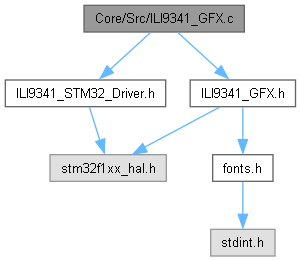 Core/Src/ILI9341_GFX.c
ILI9341_STM32_Driver.h
ILI9341_GFX.h
stm32f1xx_hal.h
fonts.h
stdint.h